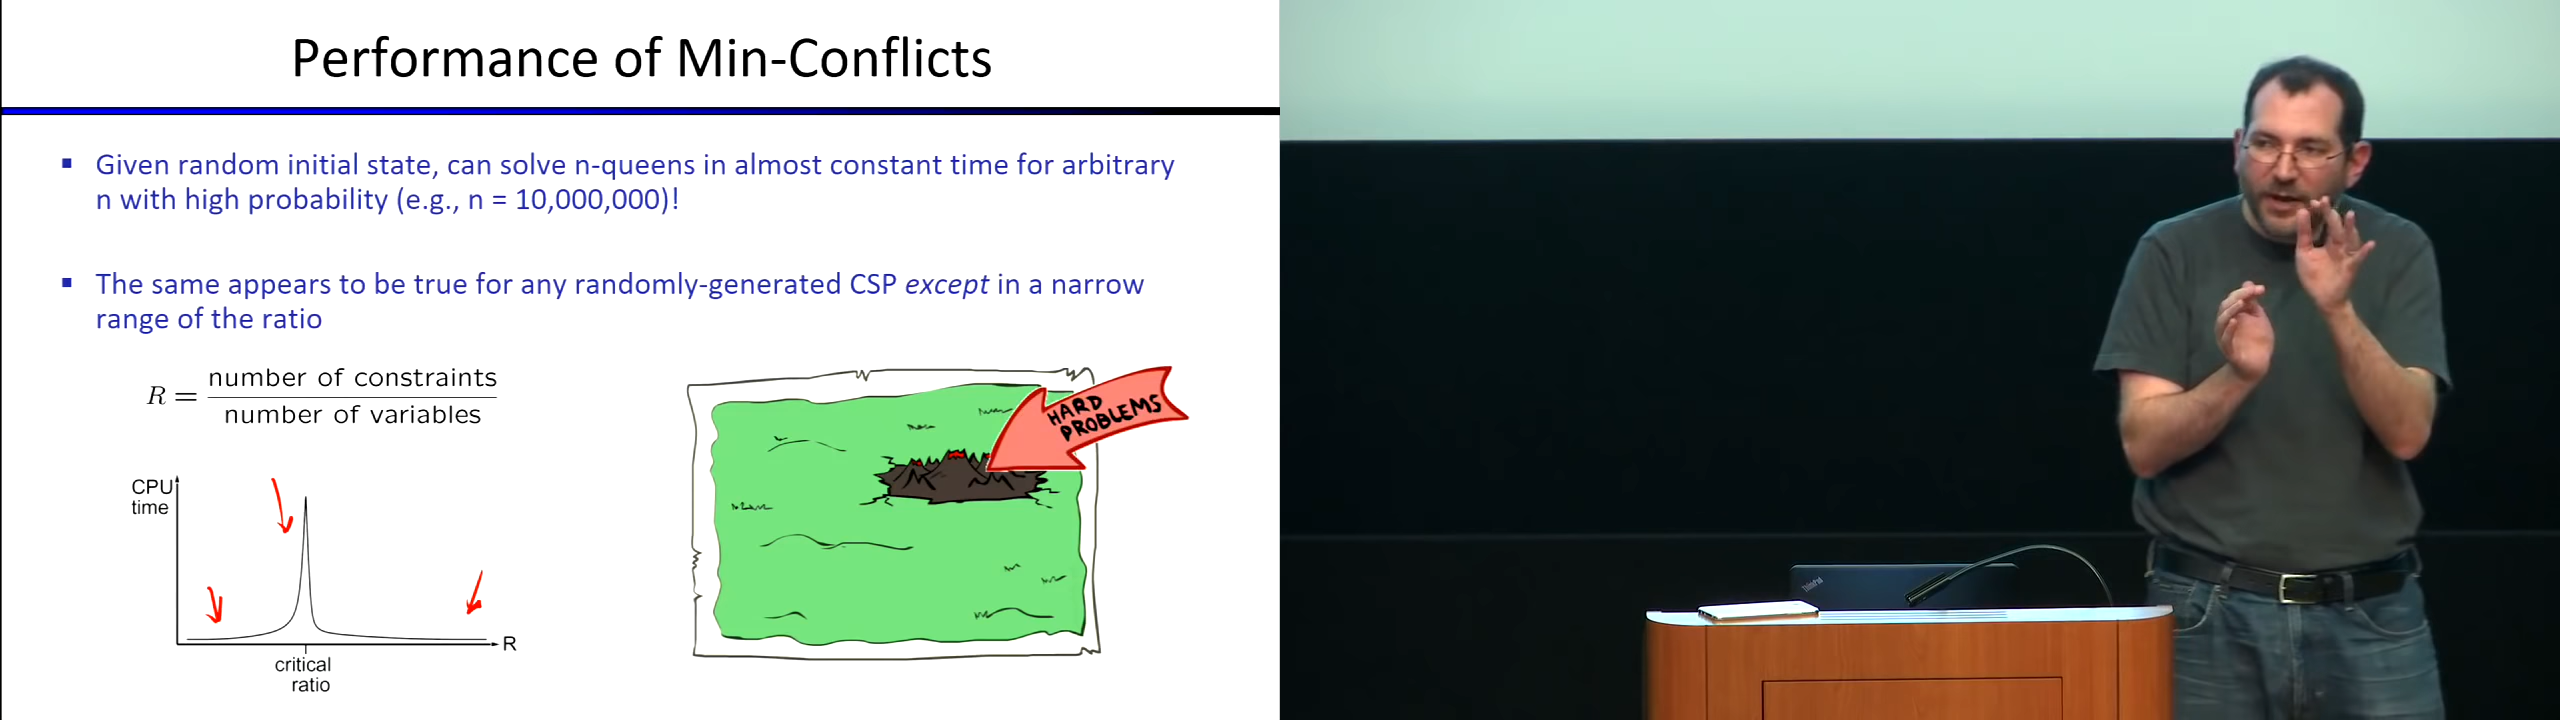 Performance of Min-Conflicts
▪ Given random initial state, can solve n-queens in almost constant time for arbitrary
n with high probability (e.g., n = 10,000,000)!
▪ The same appears to be true for any randomly-generated CSP except in a narrow
range of the ratio
R = number of constraints
number of variables
HARD
PROBLEMS
CPU
time
R
critical
ratio
ThinkPad